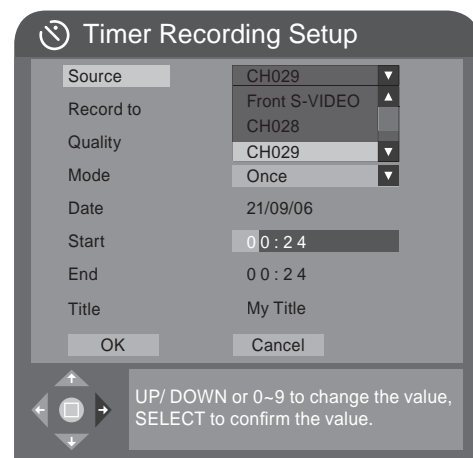 Timer Recording Setup
Source CH029
Front S-VIDEO
Record to
CH028
Quality
CH029
Mode Once
Date 21/09/06
Start 00:24
End 00:24
Title My Title
OK Cancel
UP/ DOWN or 0~9 to change the value,
SELECT to confirm the value.